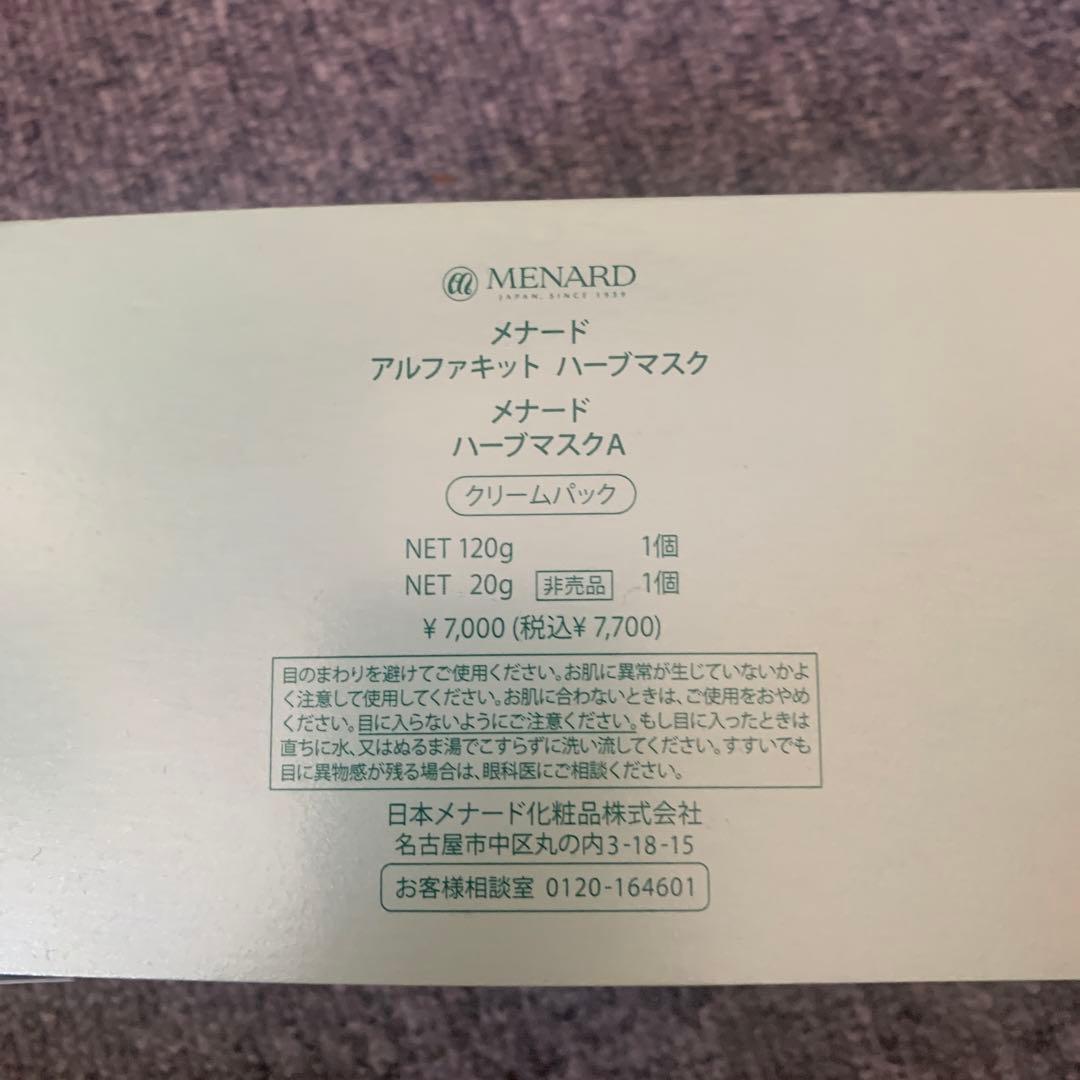 MENARD
JAPAN, SINCE 1959
メナード
アルファキット ハーブマスク
メナード
ハーブマスクA
クリームパック
NET 120g 1個
NET 20g 非売品 1個
¥7,000 (税込¥7,700)
目のまわりを避けてご使用ください。お肌に異常が生じていないかよ
く注意して使用してください。お肌に合わないときは、ご使用をおやめ
ください。目に入らないようにご注意ください。もし目に入ったときは
直ちに水、又はぬるま湯でこすらずに洗い流してください。すすいでも
目に異物感が残る場合は、眼科医にご相談ください。
日本メナード化粧品株式会社
名古屋市中区丸の内3-18-15
お客様相談室 0120-164601